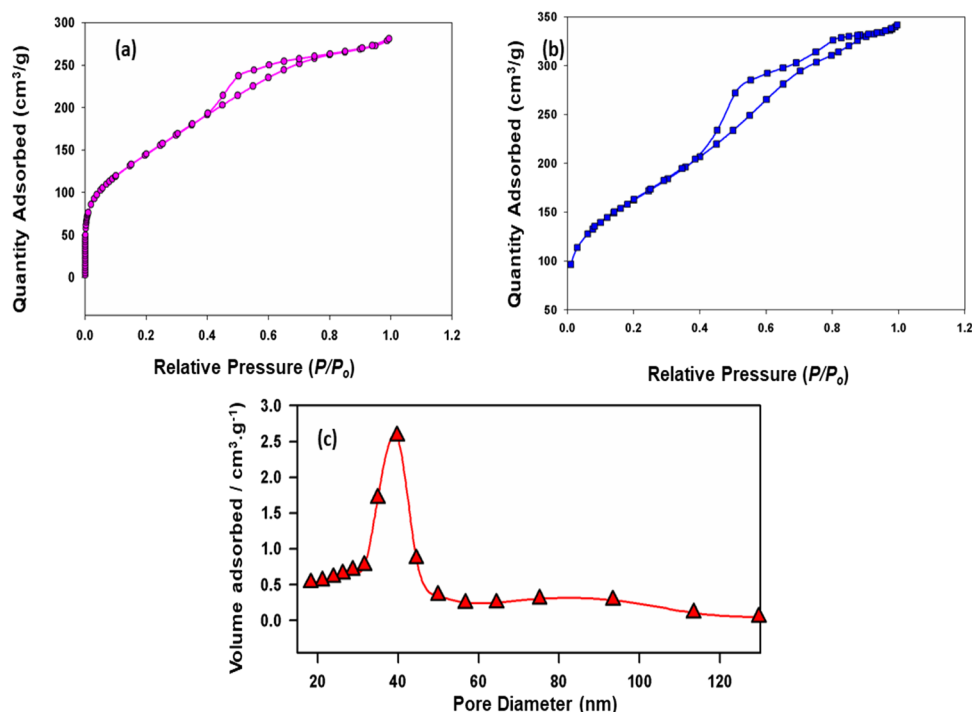 (a)
Quantity Adsorbed (cm³/g)
350
300
250
200
150
100
50
0
0.0 0.2 0.4 0.6 0.8 1.0 1.2
Relative Pressure (P/Pₒ)
(b)
Quantity Adsorbed (cm³/g)
350
300
250
200
150
100
50
0.0 0.2 0.4 0.6 0.8 1.0 1.2
Relative Pressure (P/Pₒ)
(c)
Volume adsorbed / cm³.g⁻¹
3.0
2.5
2.0
1.5
1.0
0.5
0.0
20 40 60 80 100 120
Pore Diameter (nm)